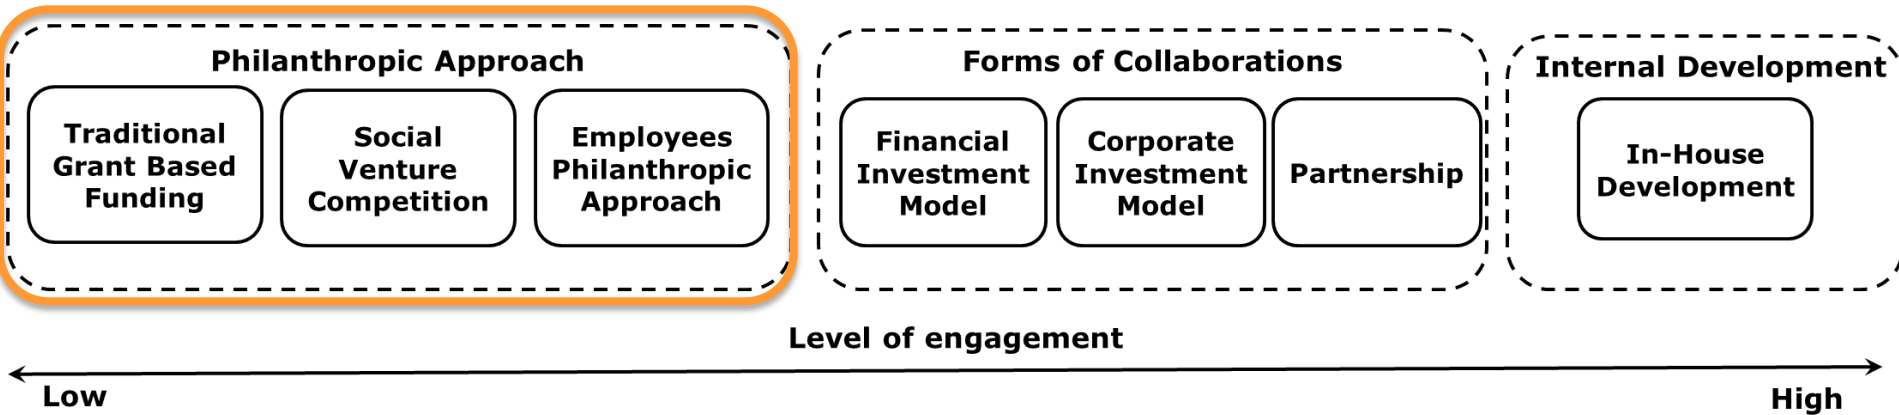 Philanthropic Approach
Traditional
Grant Based
Funding
Social
Venture
Competition
Employees
Philanthropic
Approach
Forms of Collaborations
Financial
Investment
Model
Corporate
Investment
Model
Partnership
Internal Development
In-House
Development
Level of engagement
Low
High